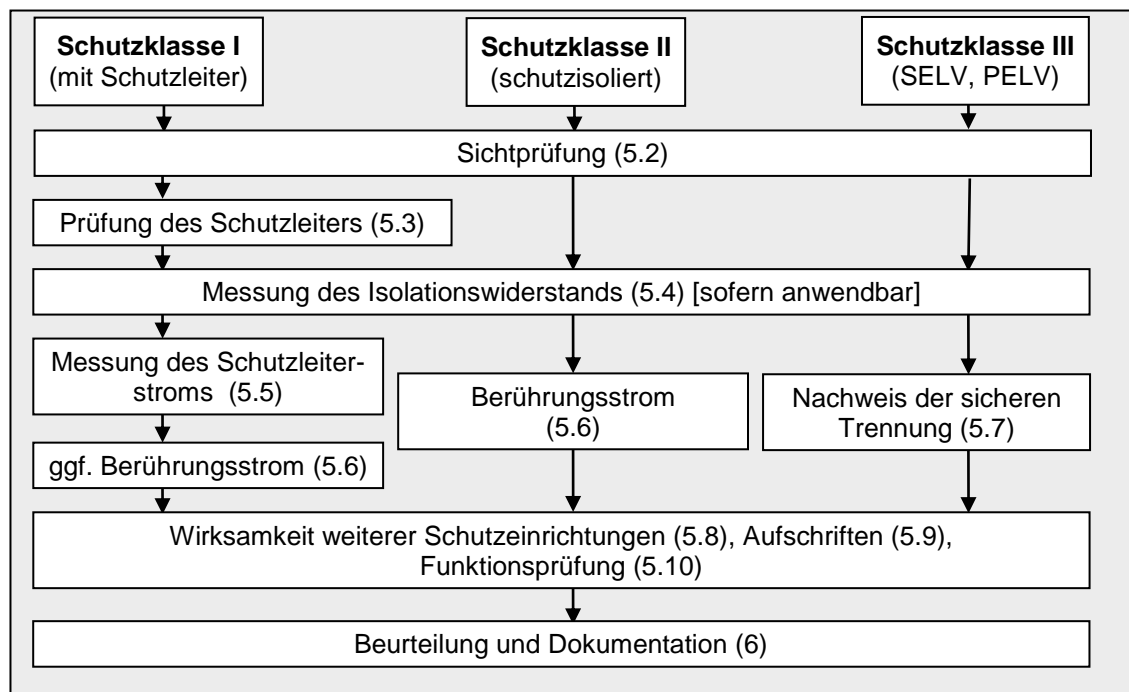 Schutzklasse I
(mit Schutzleiter)
Schutzklasse II
(schutzisoliert)
Schutzklasse III
(SELV, PELV)
Sichtprüfung (5.2)
Prüfung des Schutzleiters (5.3)
Messung des Isolationswiderstands (5.4) [sofern anwendbar]
Messung des Schutzleiter-
stroms (5.5)
Berührungsstrom
(5.6)
Nachweis der sicheren
Trennung (5.7)
ggf. Berührungsstrom (5.6)
Wirksamkeit weiterer Schutzeinrichtungen (5.8), Aufschriften (5.9),
Funktionsprüfung (5.10)
Beurteilung und Dokumentation (6)